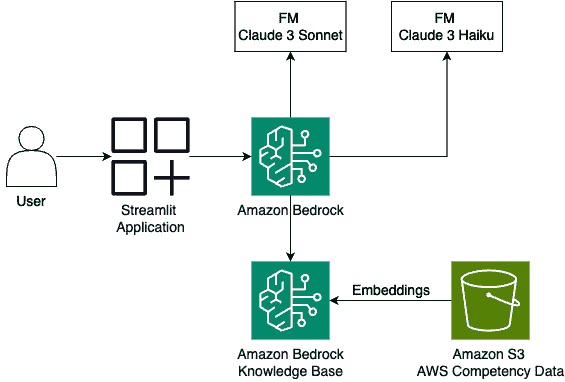 FM
Claude 3 Sonnet
FM
Claude 3 Haiku
User
Streamlit
Application
Amazon Bedrock
Embeddings
Amazon Bedrock
Knowledge Base
Amazon S3
AWS Competency Data